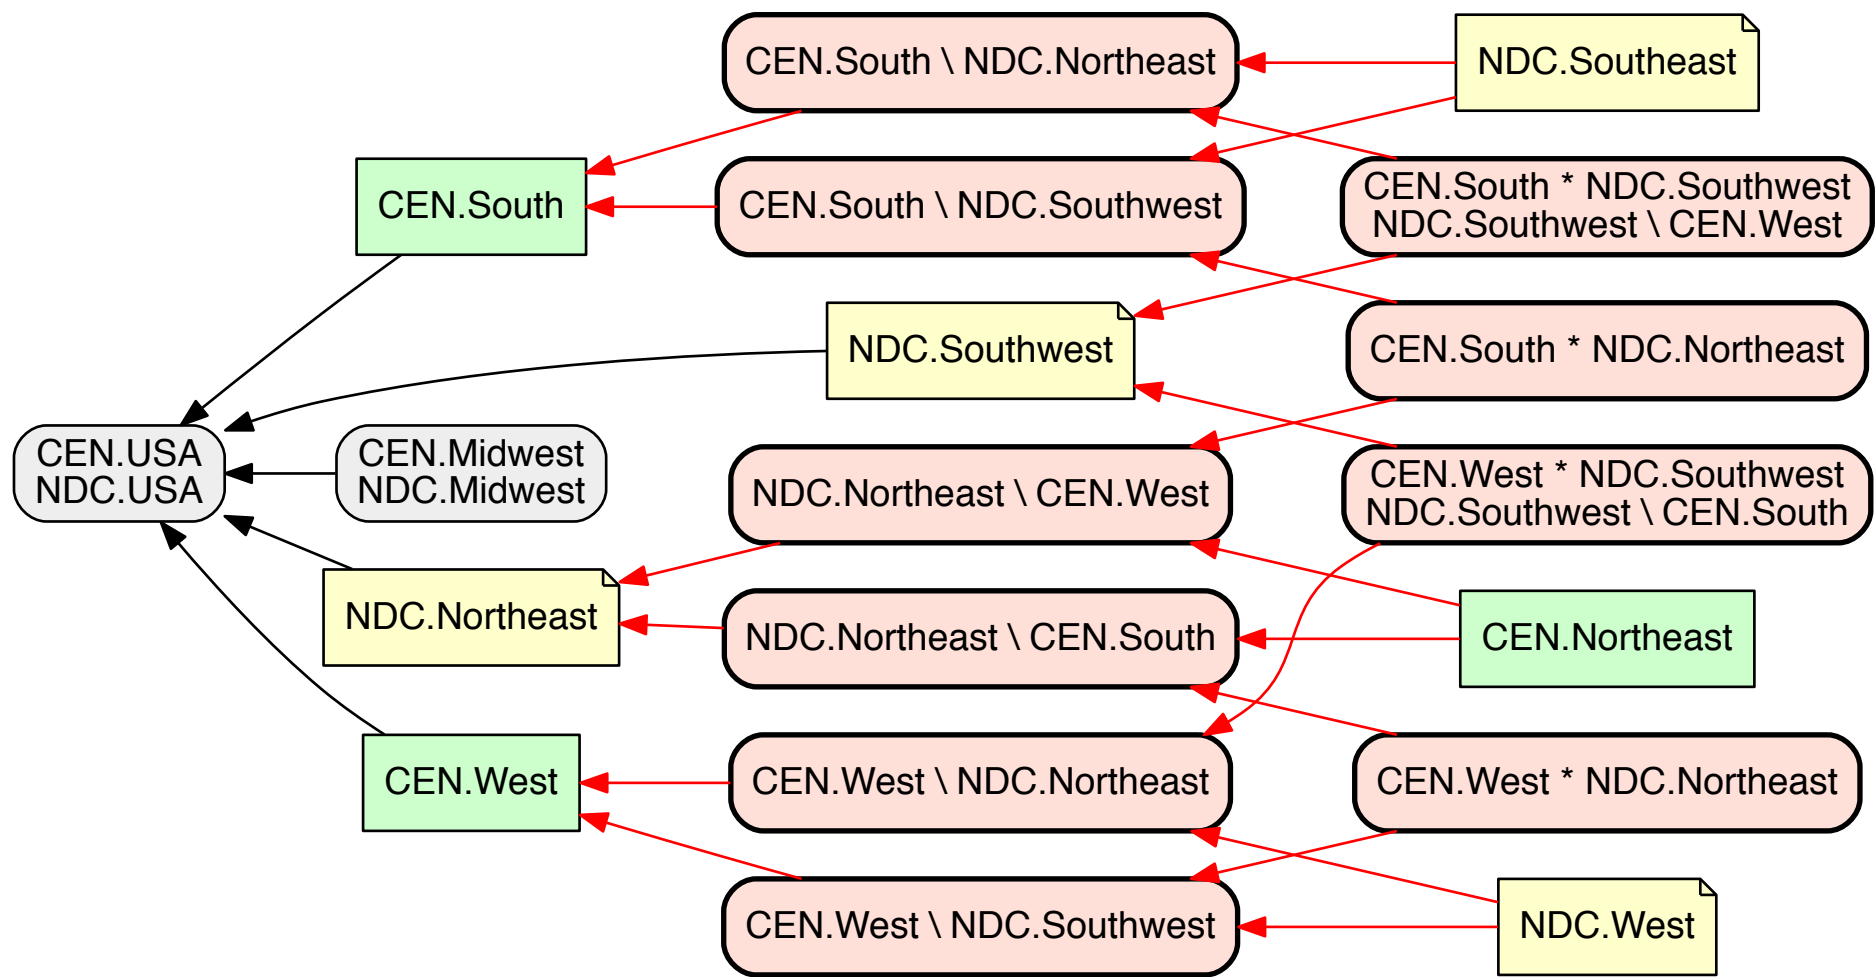 CEN.South \ NDC.Northeast
NDC.Southeast
CEN.South
CEN.South \ NDC.Southwest
CEN.South * NDC.Southwest
NDC.Southwest \ CEN.West
NDC.Southwest
CEN.South * NDC.Northeast
CEN.USA
NDC.USA
CEN.Midwest
NDC.Midwest
NDC.Northeast \ CEN.West
CEN.West * NDC.Southwest
NDC.Southwest \ CEN.South
NDC.Northeast
NDC.Northeast \ CEN.South
CEN.Northeast
CEN.West
CEN.West \ NDC.Northeast
CEN.West * NDC.Northeast
CEN.West \ NDC.Southwest
NDC.West